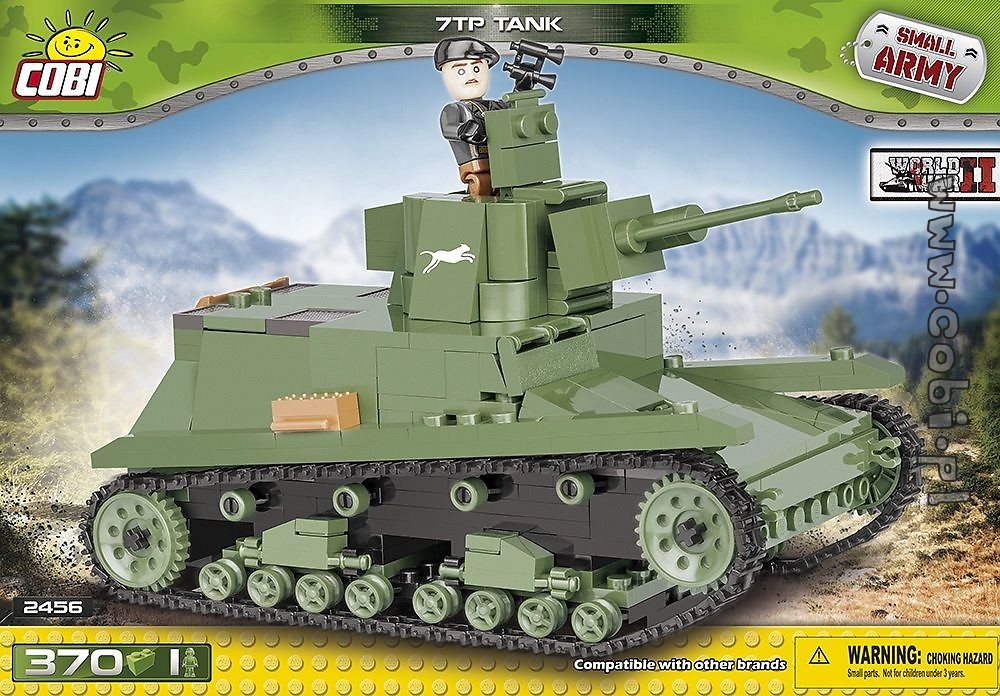 7TP TANK
COBI
SMALL
ARMY
WORLD
WAR II
www.cobi.pl
2456
370 1
Compatible with other brands
WARNING: CHOKING HAZARD
Small parts. Not for children under 3 years.